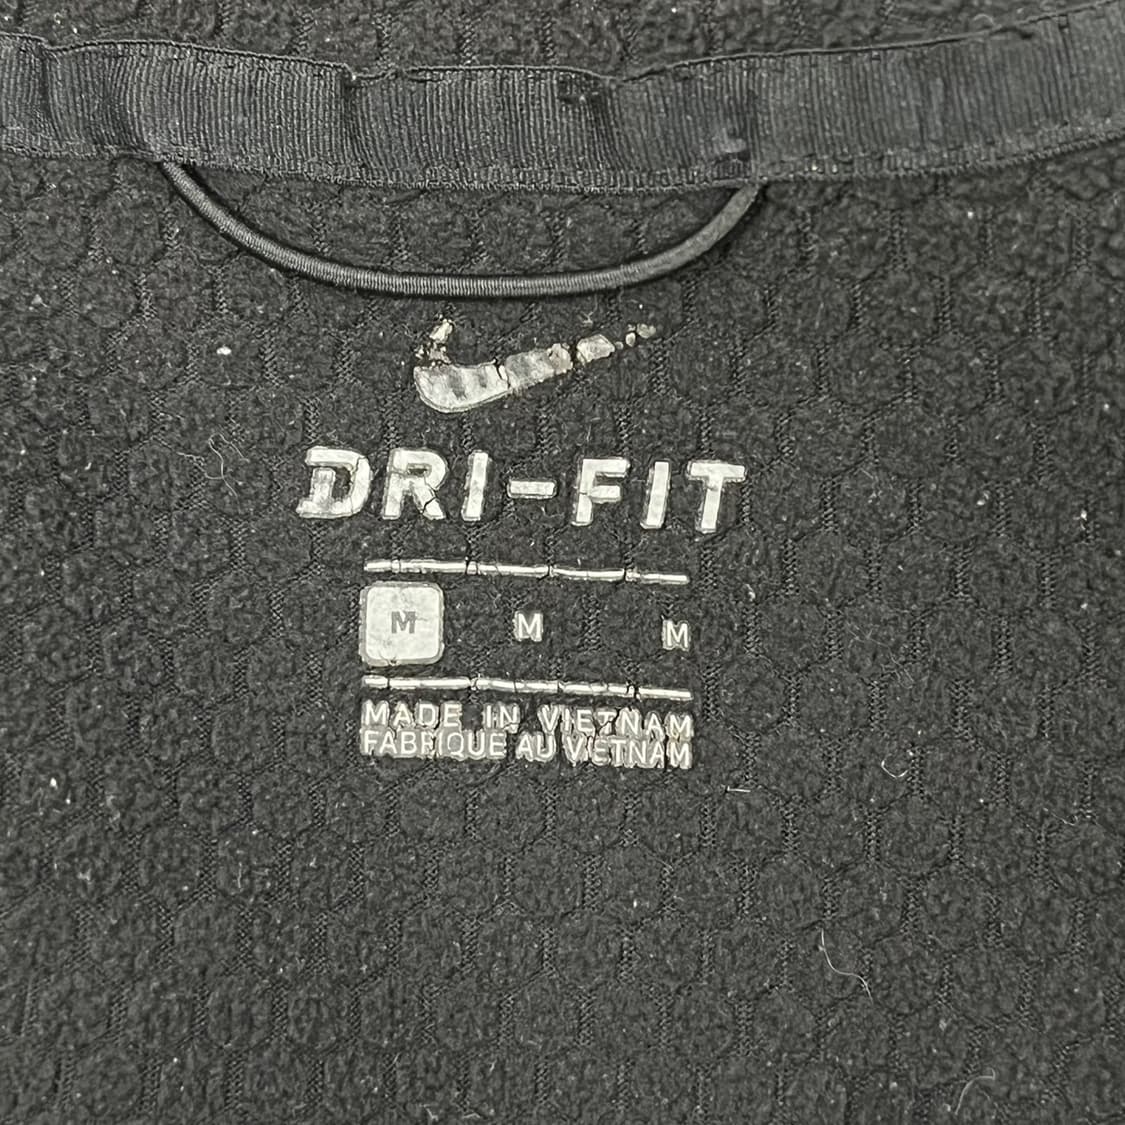 DRI-FIT
M M M
MADE IN VIETNAM
FABRIQUE AU VIETNAM